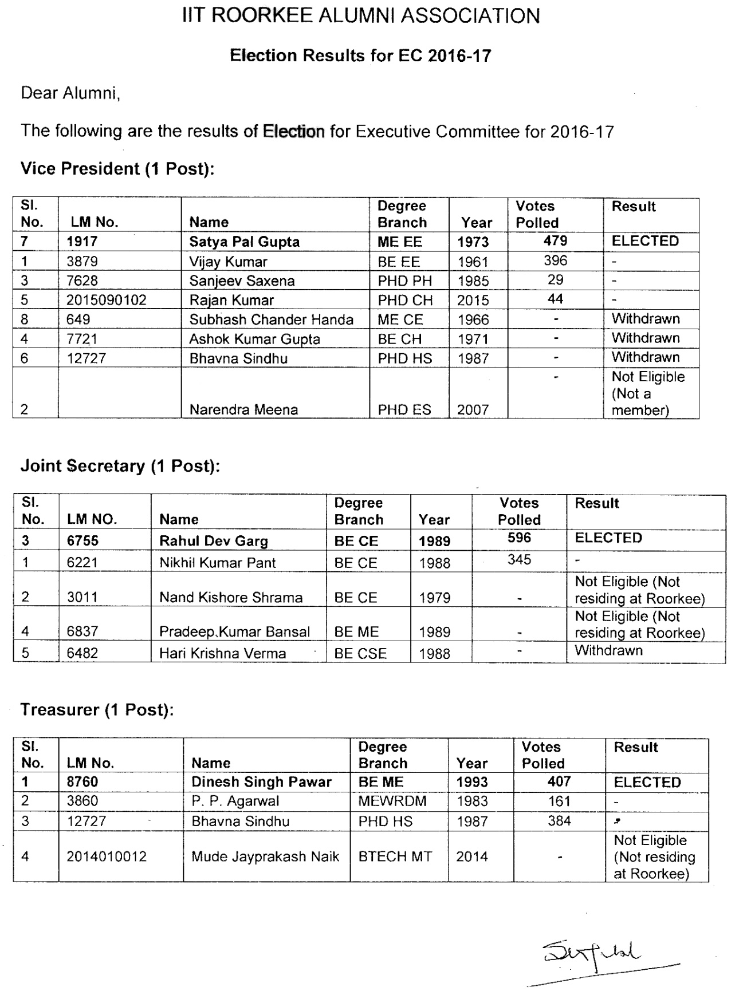 IIT ROORKEE ALUMNI ASSOCIATION
Election Results for EC 2016-17
Dear Alumni,
The following are the results of Election for Executive Committee for 2016-17
Vice President (1 Post):
Sl. No. LM No. Name Degree Branch Year Votes Polled Result
7 1917 Satya Pal Gupta ME EE 1973 479 ELECTED
1 3879 Vijay Kumar BE EE 1961 396 -
3 7628 Sanjeev Saxena PHD PH 1985 29 -
5 2015090102 Rajan Kumar PHD CH 2015 44 -
8 649 Subhash Chander Handa ME CE 1966 - Withdrawn
4 7721 Ashok Kumar Gupta BE CH 1971 - Withdrawn
6 12727 Bhavna Sindhu PHD HS 1987 - Withdrawn
2 Narendra Meena PHD ES 2007 - Not Eligible (Not a member)
Joint Secretary (1 Post):
Sl. No. LM NO. Name Degree Branch Year Votes Polled Result
3 6755 Rahul Dev Garg BE CE 1989 596 ELECTED
1 6221 Nikhil Kumar Pant BE CE 1988 345 -
2 3011 Nand Kishore Shrama BE CE 1979 - Not Eligible (Not residing at Roorkee)
4 6837 Pradeep Kumar Bansal BE ME 1989 - Not Eligible (Not residing at Roorkee)
5 6482 Hari Krishna Verma BE CSE 1988 - Withdrawn
Treasurer (1 Post):
Sl. No. LM No. Name Degree Branch Year Votes Polled Result
1 8760 Dinesh Singh Pawar BE ME 1993 407 ELECTED
2 3860 P. P. Agarwal MEWRDM 1983 161 -
3 12727 Bhavna Sindhu PHD HS 1987 384 -
4 2014010012 Mude Jayprakash Naik BTECH MT 2014 - Not Eligible (Not residing at Roorkee)